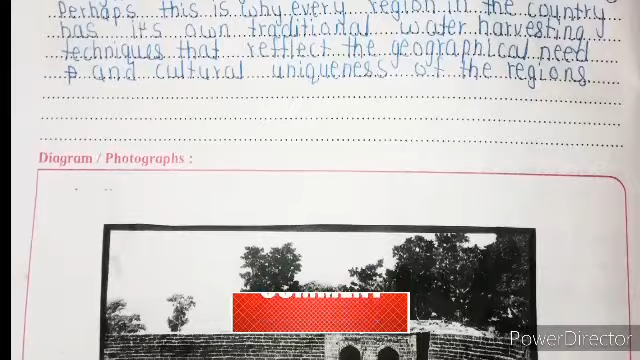 Perhaps this is why every region in the country
has it's own traditional water harvesting
techniques that reflect the geographical need
and cultural uniqueness of the regions
Diagram / Photographs :
PowerDirector